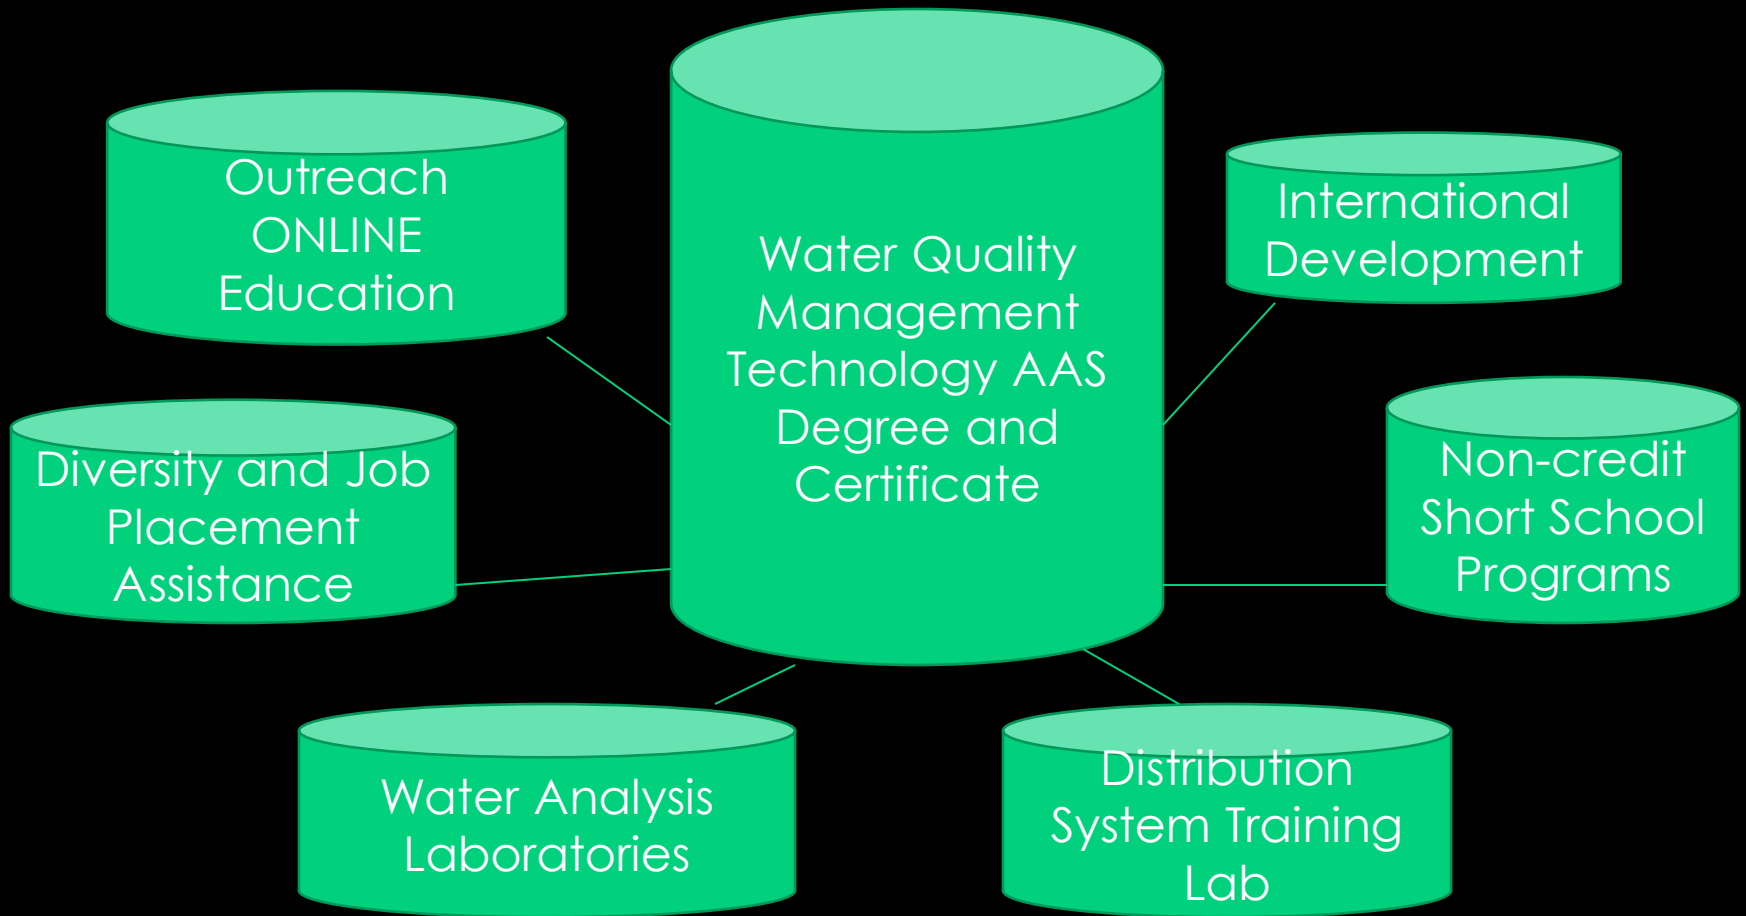 Outreach
ONLINE
Education
Water Quality
Management
Technology AAS
Degree and
Certificate
International
Development
Diversity and Job
Placement
Assistance
Non-credit
Short School
Programs
Water Analysis
Laboratories
Distribution
System Training
Lab